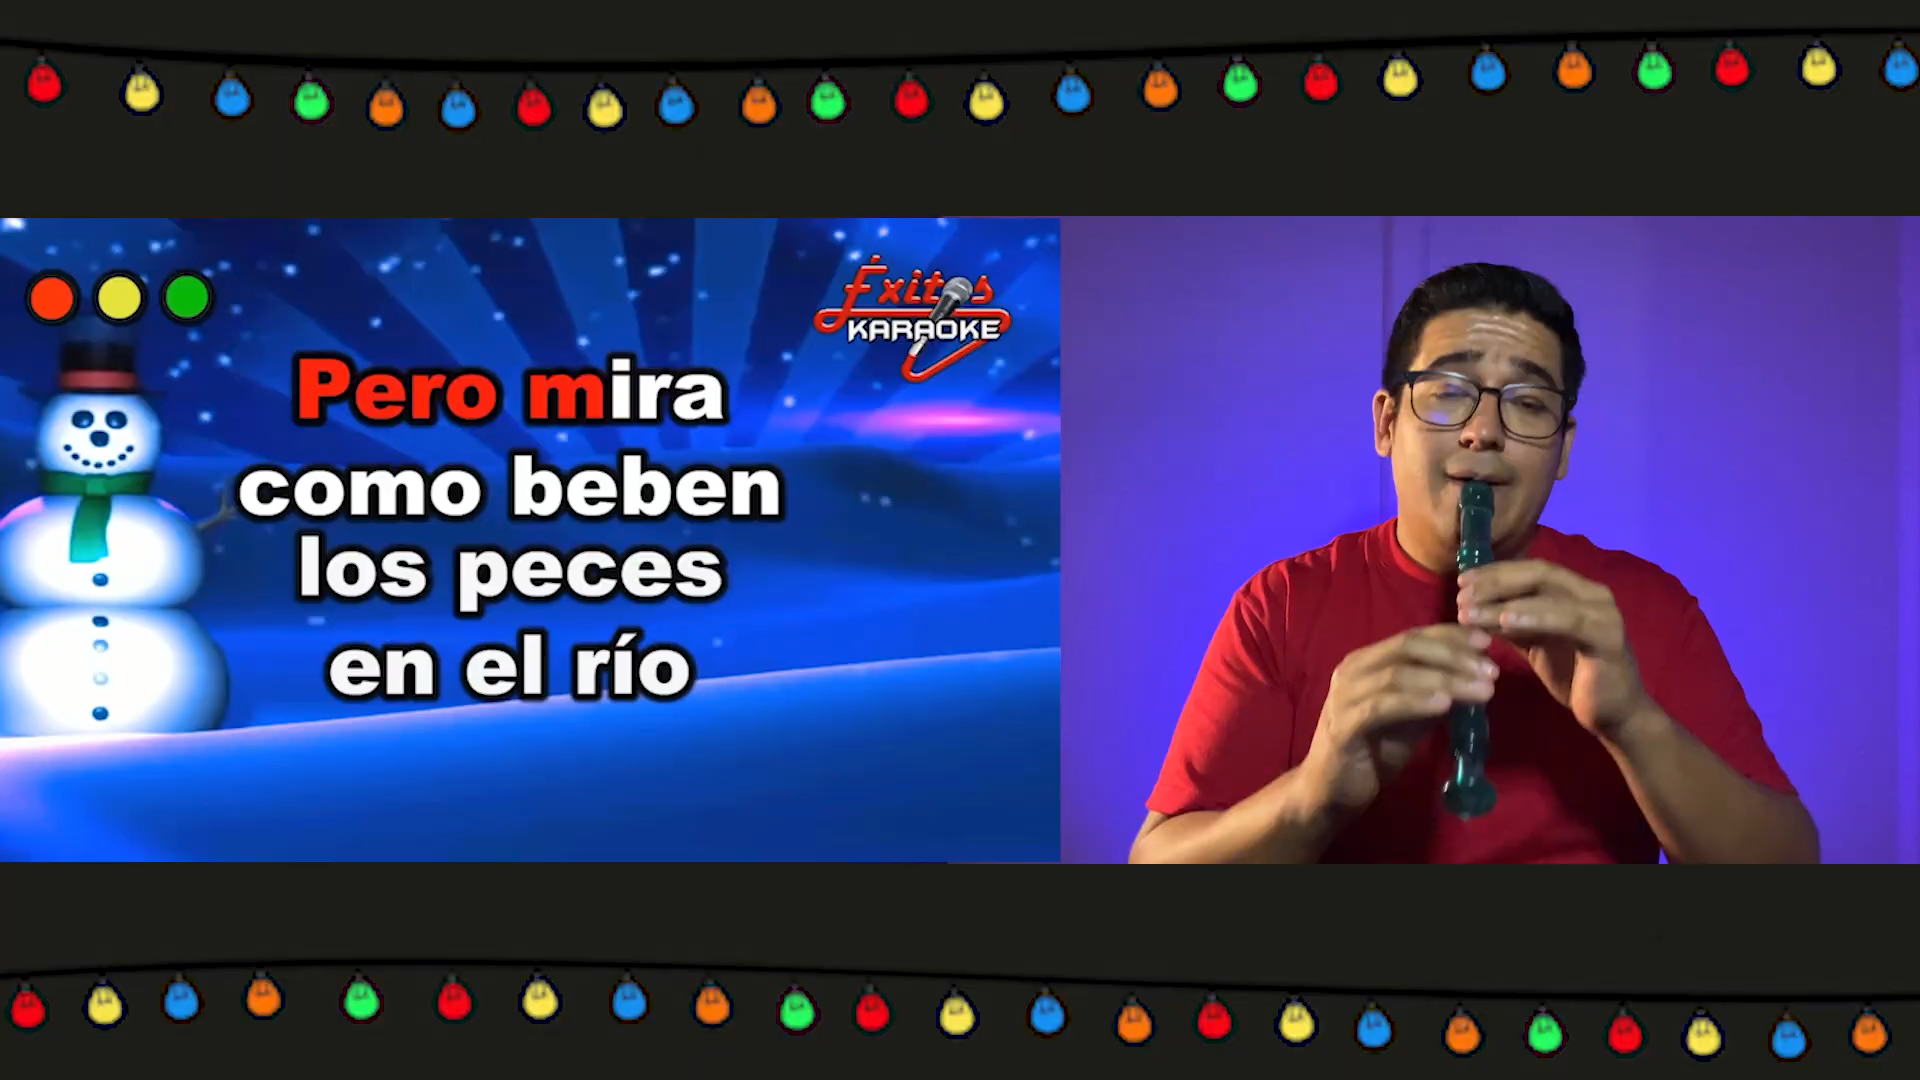 Éxitos
KARAOKE
Pero mira
como beben
los peces
en el río